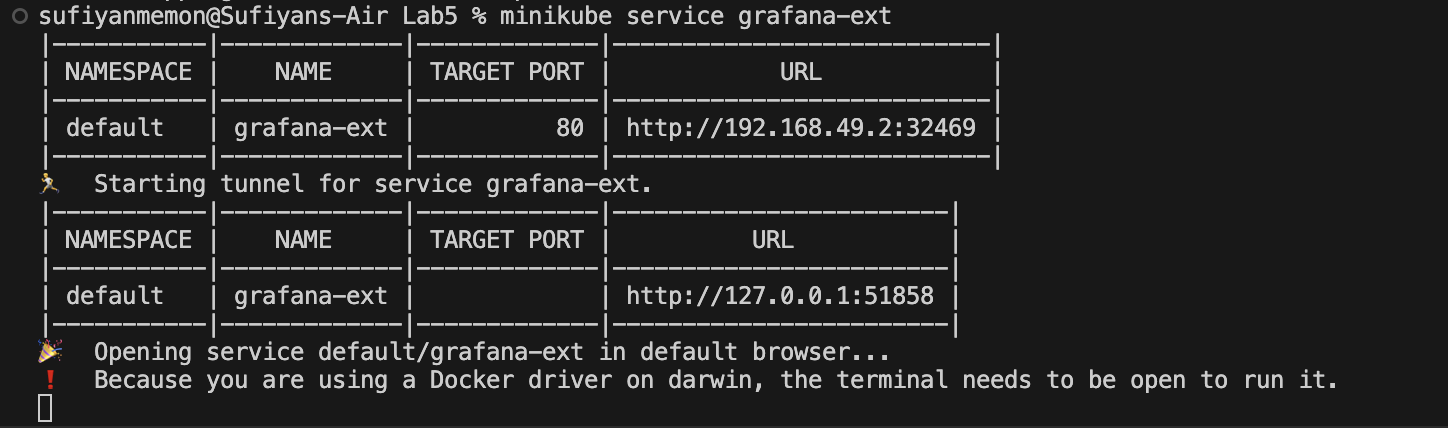 sufiyanmemon@Sufiyans-Air Lab5 % minikube service grafana-ext
|-----------|-------------|-------------|---------------------------|
| NAMESPACE |    NAME     | TARGET PORT |            URL            |
|-----------|-------------|-------------|---------------------------|
| default   | grafana-ext |          80 | http://192.168.49.2:32469 |
|-----------|-------------|-------------|---------------------------|
🏃  Starting tunnel for service grafana-ext.
|-----------|-------------|-------------|------------------------|
| NAMESPACE |    NAME     | TARGET PORT |          URL           |
|-----------|-------------|-------------|------------------------|
| default   | grafana-ext |             | http://127.0.0.1:51858 |
|-----------|-------------|-------------|------------------------|
🎉  Opening service default/grafana-ext in default browser...
❗  Because you are using a Docker driver on darwin, the terminal needs to be open to run it.